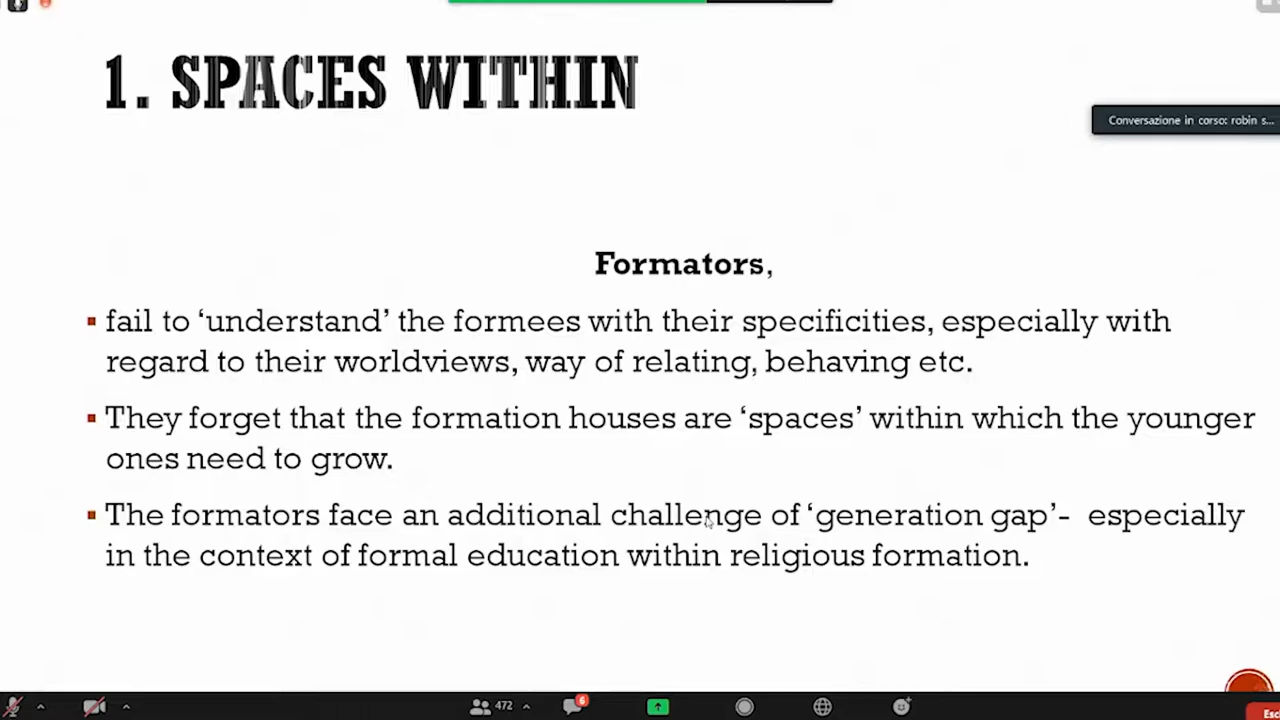 1. SPACES WITHIN
Conversazione in corso: robin s...
Formators,
▪ fail to ‘understand’ the formees with their specificities, especially with
regard to their worldviews, way of relating, behaving etc.
▪ They forget that the formation houses are ‘spaces’ within which the younger
ones need to grow.
▪ The formators face an additional challenge of ‘generation gap’- especially
in the context of formal education within religious formation.
472
6
Esc